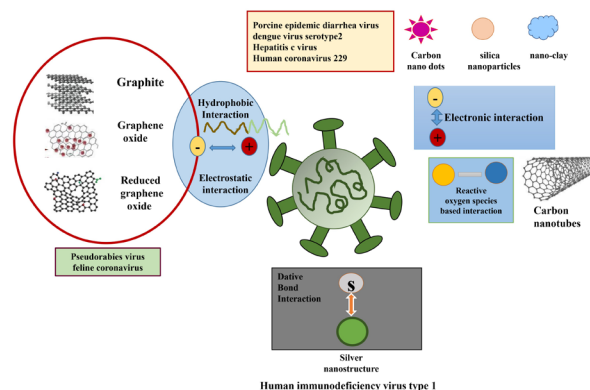 Porcine epidemic diarrhea virus
dengue virus serotype2
Hepatitis c virus
Human coronavirus 229
Carbon
nano dots
silica
nanoparticles
nano-clay
Graphite
Graphene
oxide
Reduced
graphene
oxide
Hydrophobic
Interaction
-
+
Electrostatic
interaction
Pseudorabies virus
feline coronavirus
-
Electronic interaction
+
Reactive
oxygen species
based interaction
Carbon
nanotubes
Dative
Bond
Interaction
S
Silver
nanostructure
Human immunodeficiency virus type 1